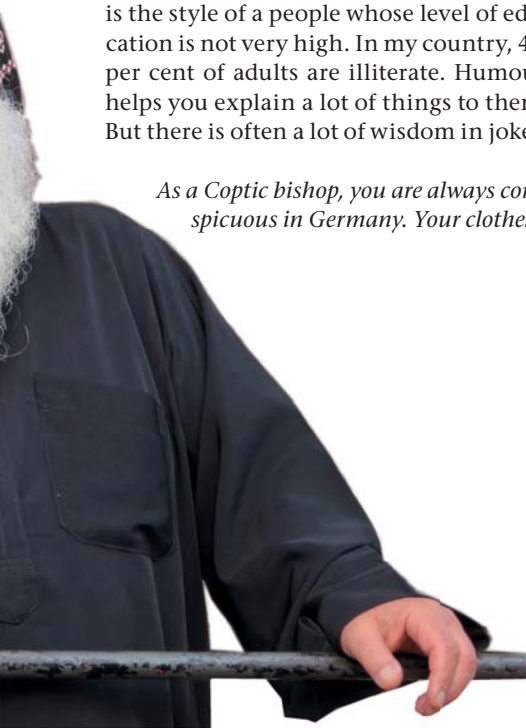 is the style of a people whose level of ed
cation is not very high. In my country, 4
per cent of adults are illiterate. Humou
helps you explain a lot of things to ther
But there is often a lot of wisdom in joke
As a Coptic bishop, you are always con
spicuous in Germany. Your clothes